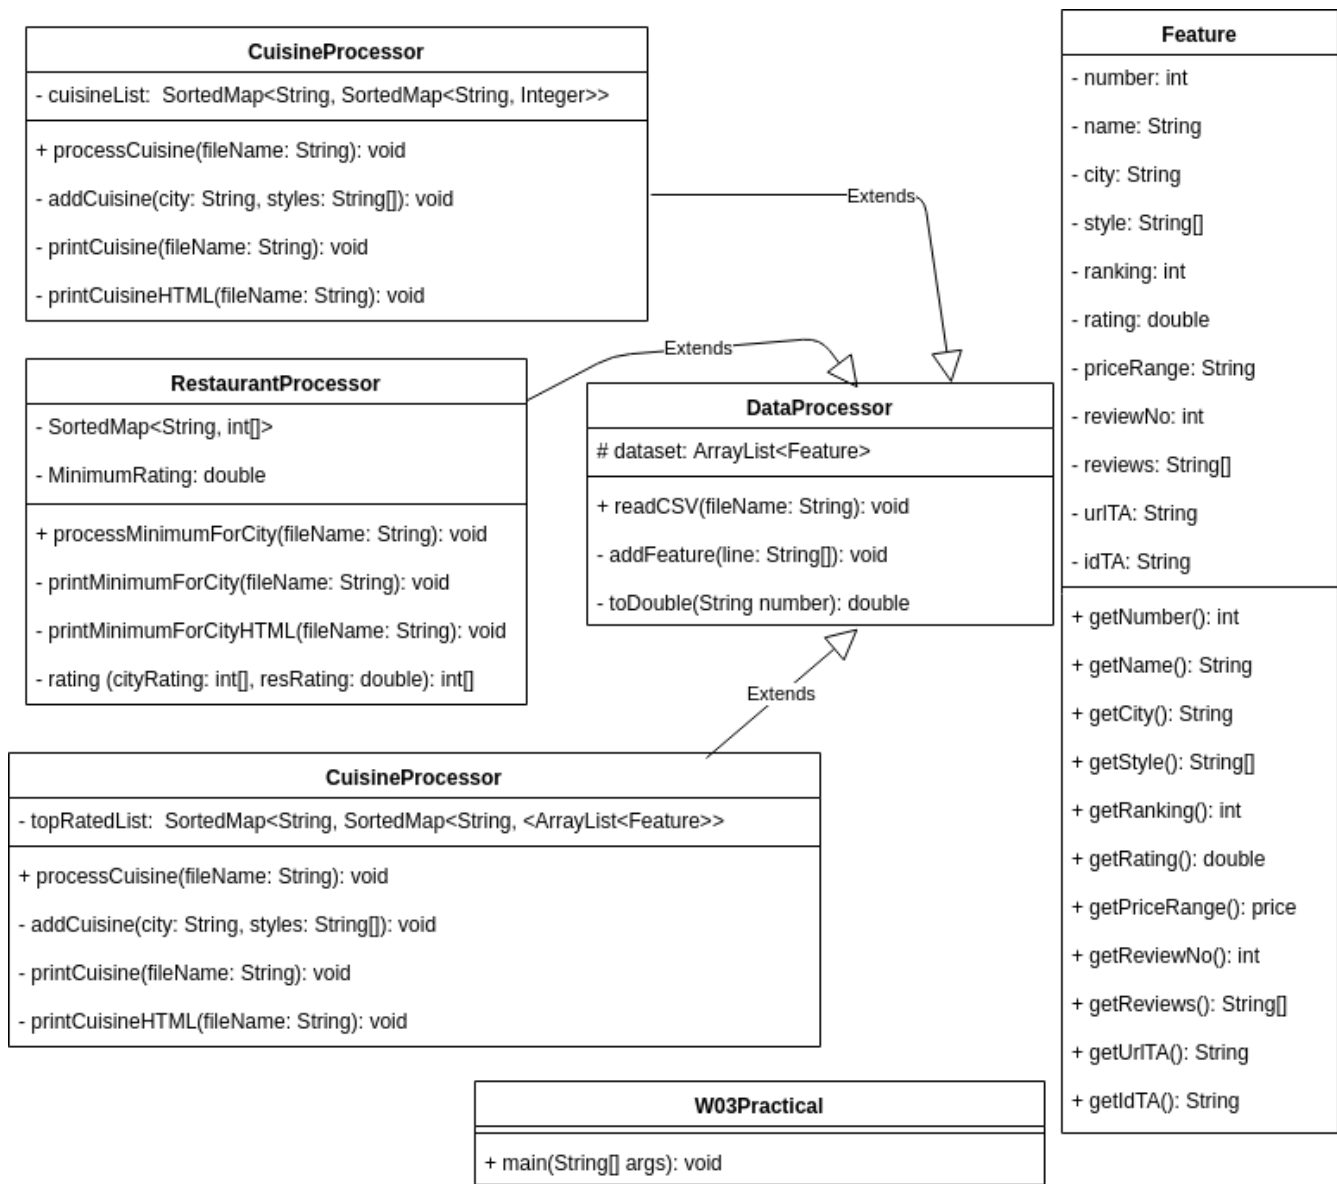 CuisineProcessor
- cuisineList:  SortedMap<String, SortedMap<String, Integer>>
+ processCuisine(fileName: String): void
- addCuisine(city: String, styles: String[]): void
- printCuisine(fileName: String): void
- printCuisineHTML(fileName: String): void
Extends
RestaurantProcessor
- SortedMap<String, int[]>
- MinimumRating: double
+ processMinimumForCity(fileName: String): void
- printMinimumForCity(fileName: String): void
- printMinimumForCityHTML(fileName: String): void
- rating (cityRating: int[], resRating: double): int[]
Extends
DataProcessor
# dataset: ArrayList<Feature>
+ readCSV(fileName: String): void
- addFeature(line: String[]): void
- toDouble(String number): double
Extends
CuisineProcessor
- topRatedList:  SortedMap<String, SortedMap<String, <ArrayList<Feature>>
+ processCuisine(fileName: String): void
- addCuisine(city: String, styles: String[]): void
- printCuisine(fileName: String): void
- printCuisineHTML(fileName: String): void
W03Practical
+ main(String[] args): void
Feature
- number: int
- name: String
- city: String
- style: String[]
- ranking: int
- rating: double
- priceRange: String
- reviewNo: int
- reviews: String[]
- urlTA: String
- idTA: String
+ getNumber(): int
+ getName(): String
+ getCity(): String
+ getStyle(): String[]
+ getRanking(): int
+ getRating(): double
+ getPriceRange(): price
+ getReviewNo(): int
+ getReviews(): String[]
+ getUrlTA(): String
+ getIdTA(): String